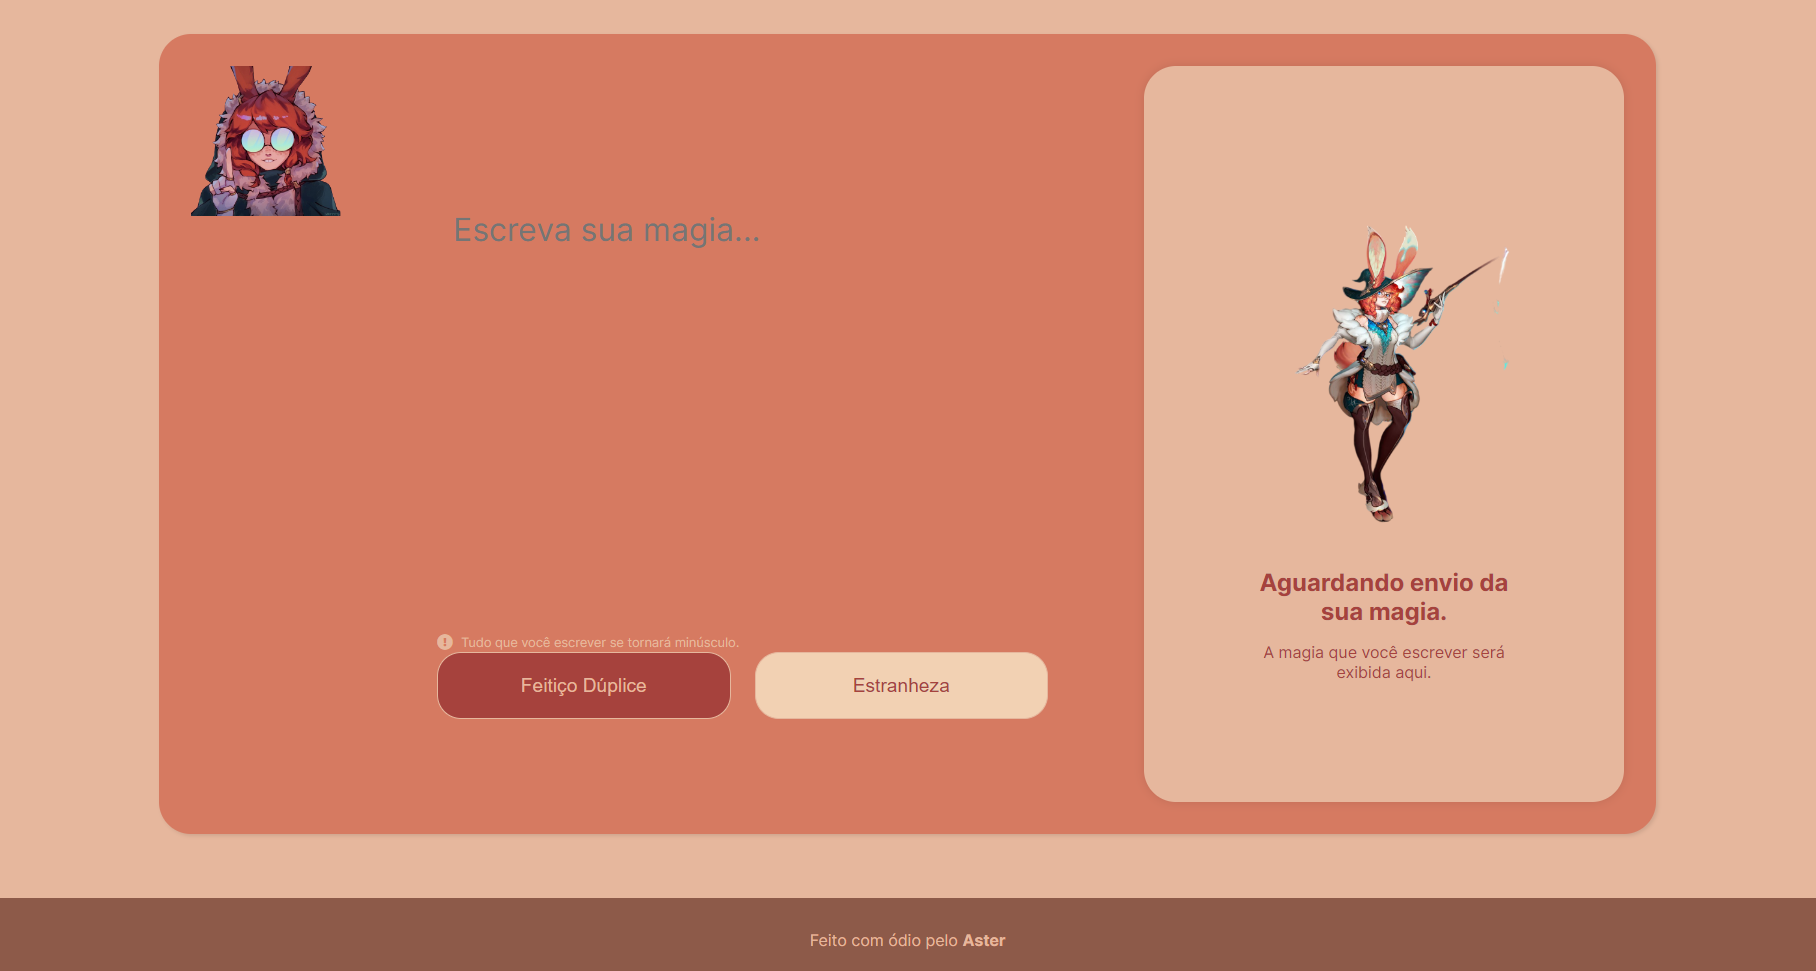 Escreva sua magia...
Tudo que você escrever se tornará minúsculo.
Feitiço Dúplice
Estranheza
Aguardando envio da
sua magia.
A magia que você escrever será
exibida aqui.
Feito com ódio pelo Aster